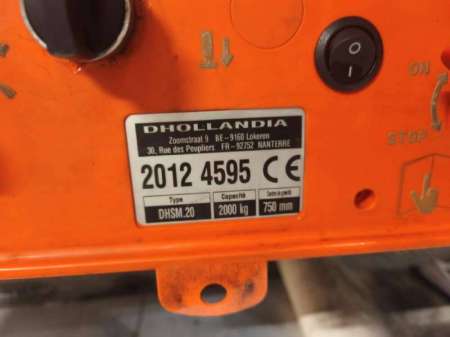 ON
O
I
STOP
DHOLLANDIA
Zoomstraat 9 BE-9160 Lokeren
30, Rue des Peupliers FR-92752 NANTERRE
2012 4595 CE
Type Capacité
DHSM.20 2000 kg 750 mm